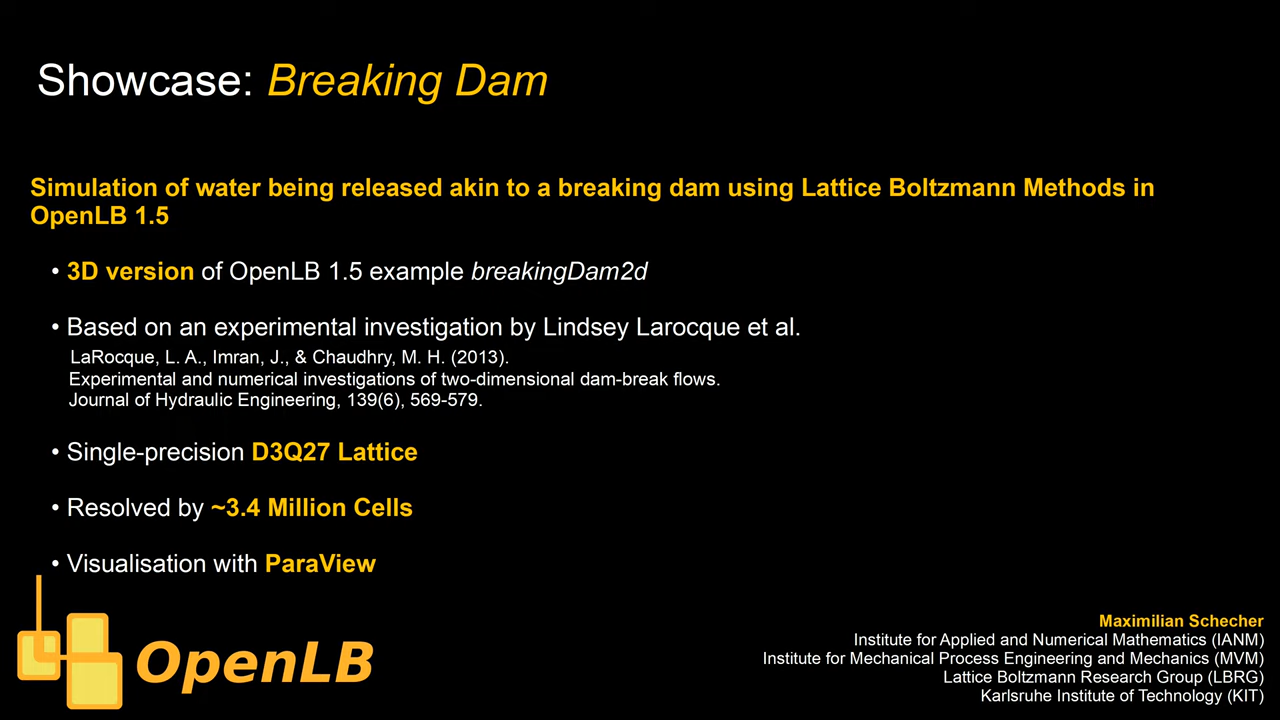 Showcase: Breaking Dam
Simulation of water being released akin to a breaking dam using Lattice Boltzmann Methods in
OpenLB 1.5
• 3D version of OpenLB 1.5 example breakingDam2d
• Based on an experimental investigation by Lindsey Larocque et al.
LaRocque, L. A., Imran, J., & Chaudhry, M. H. (2013).
Experimental and numerical investigations of two-dimensional dam-break flows.
Journal of Hydraulic Engineering, 139(6), 569-579.
• Single-precision D3Q27 Lattice
• Resolved by ~3.4 Million Cells
• Visualisation with ParaView
OpenLB
Maximilian Schecher
Institute for Applied and Numerical Mathematics (IANM)
Institute for Mechanical Process Engineering and Mechanics (MVM)
Lattice Boltzmann Research Group (LBRG)
Karlsruhe Institute of Technology (KIT)